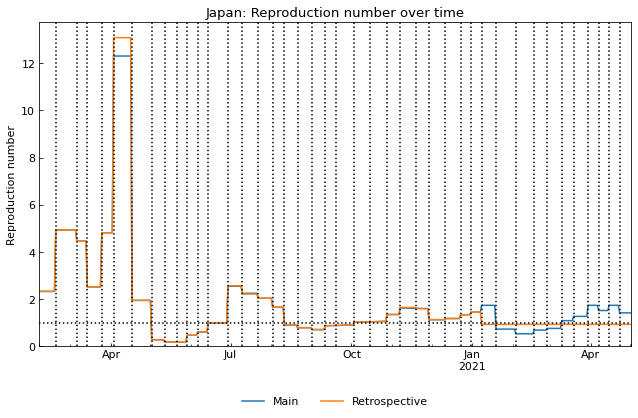 Japan: Reproduction number over time
Reproduction number
12
10
8
6
4
2
0
Apr
Jul
Oct
Jan
2021
Apr
Main
Retrospective